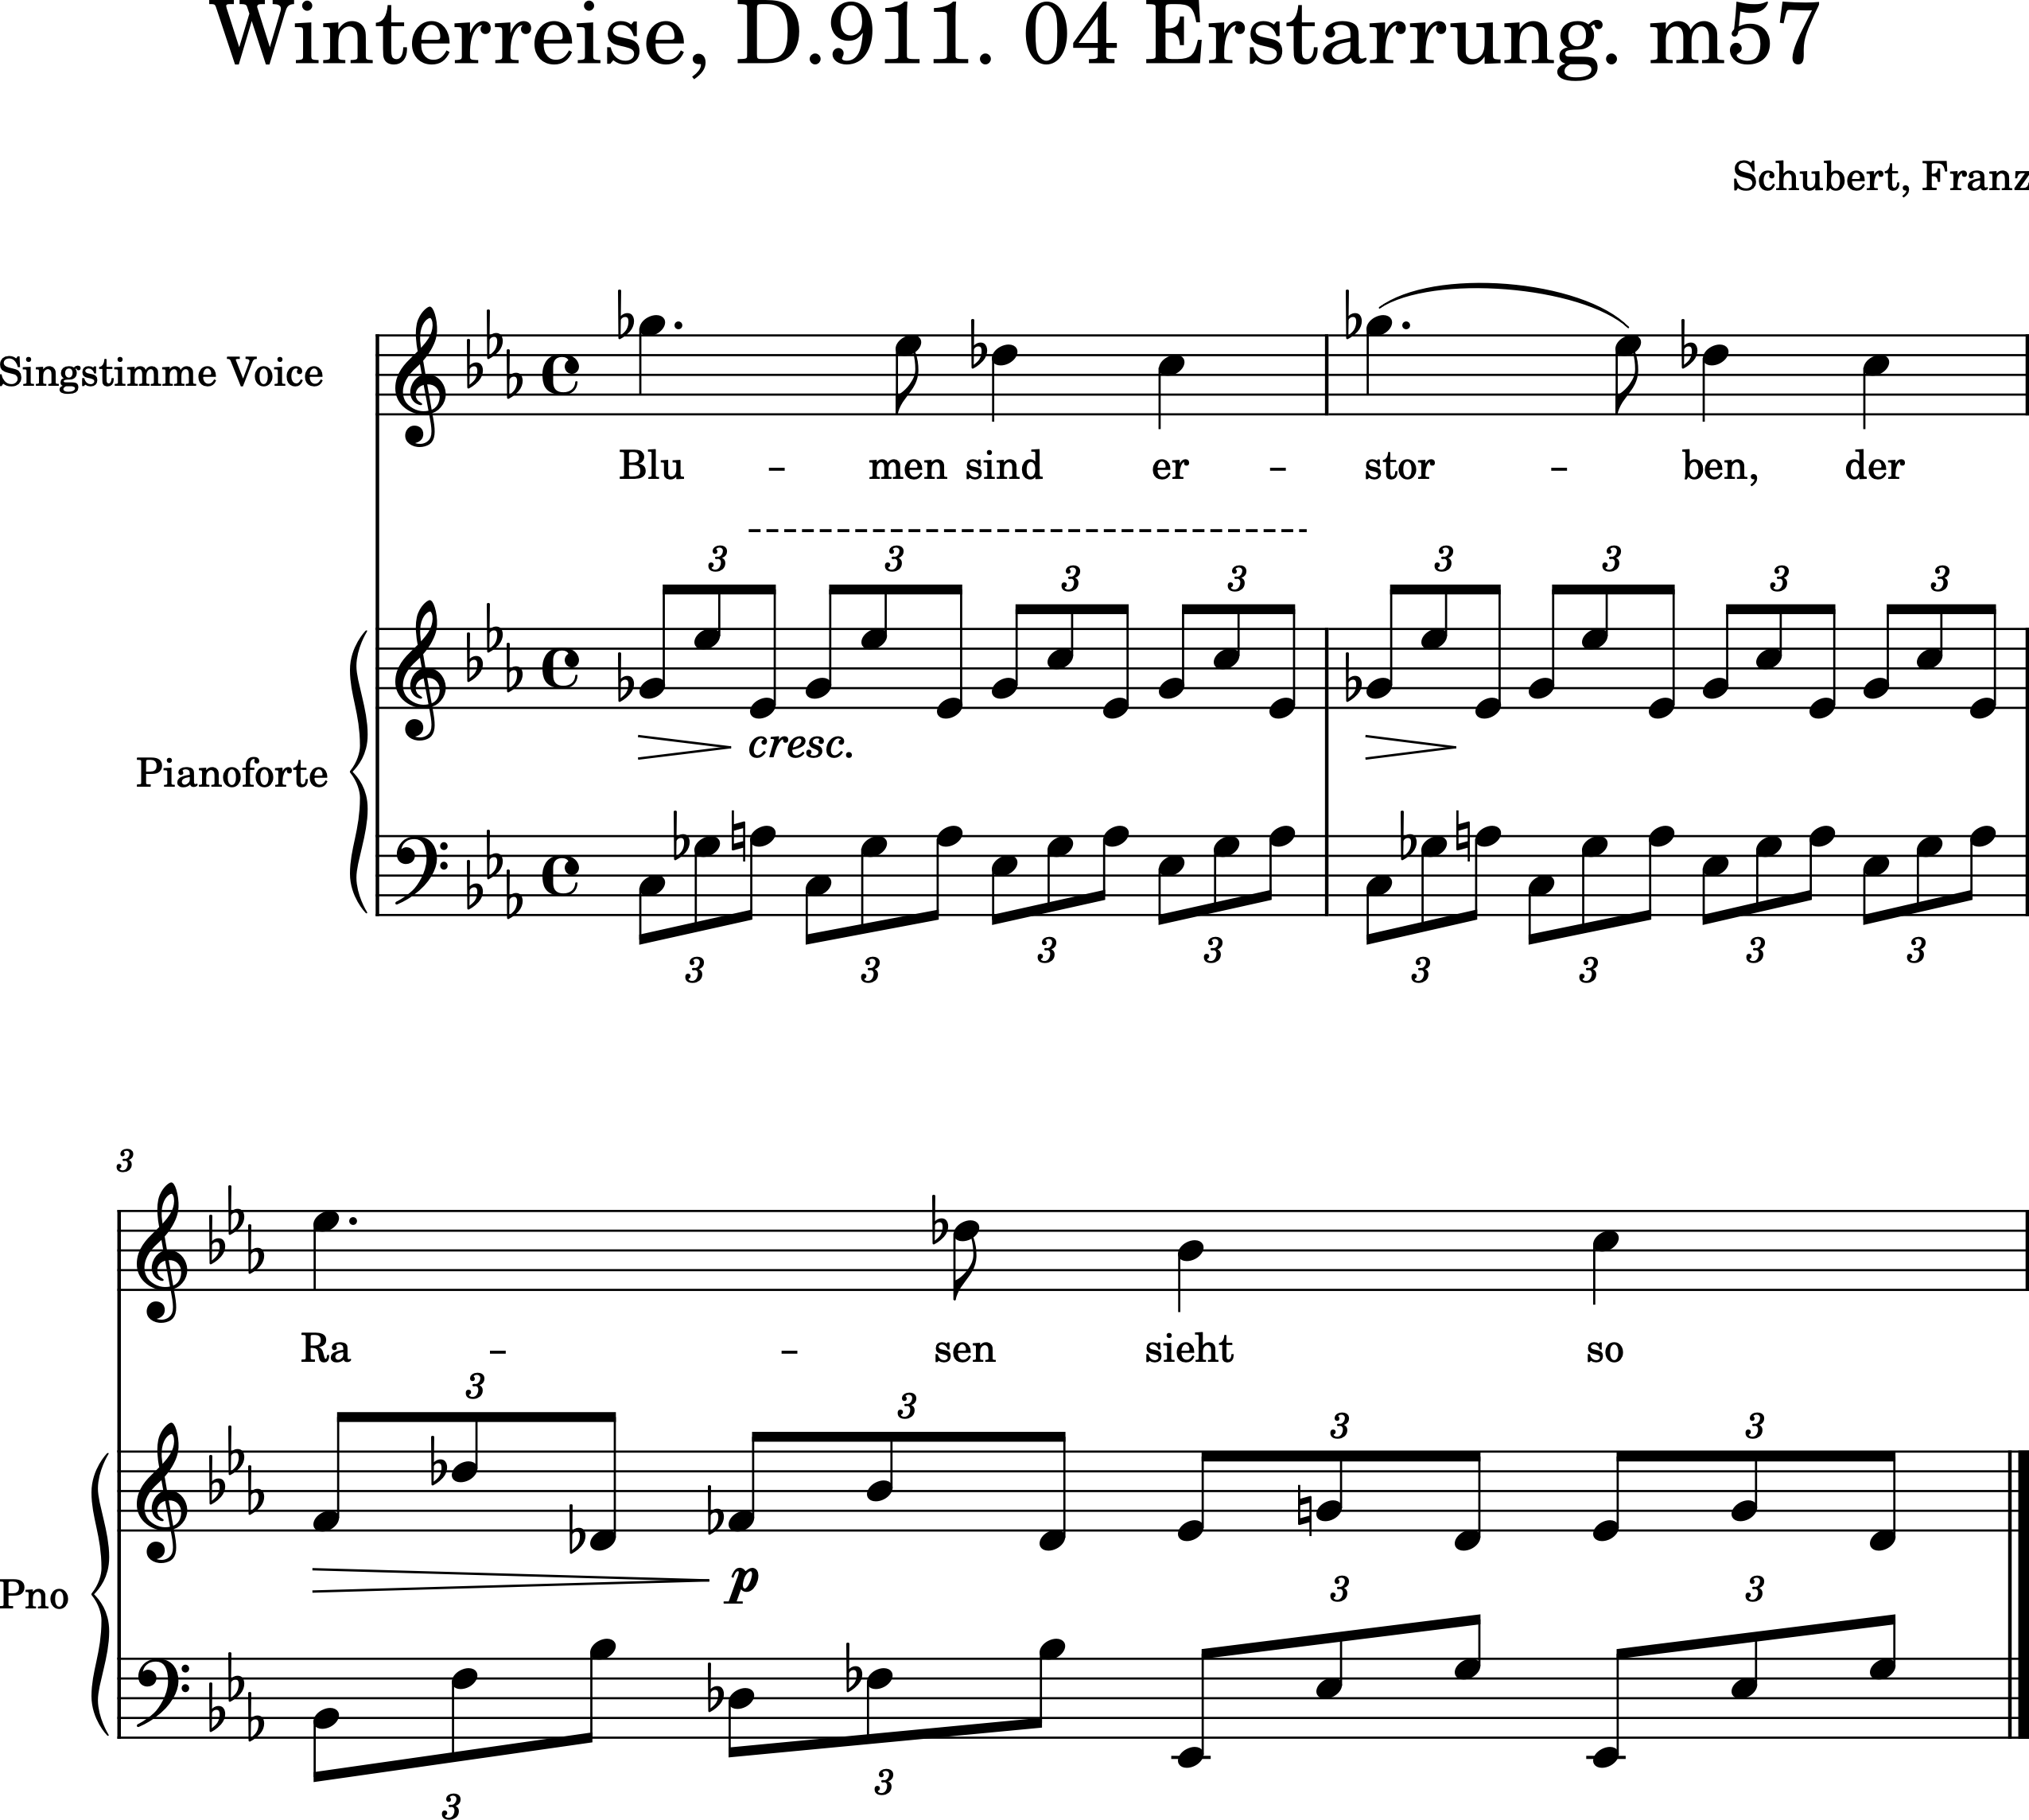 Winterreise, D.911. 04 Erstarrung. m57
Schubert, Franz
Singstimme Voice
Blu - men sind er - stor - ben, der
3 3 3 3 3 3 3 3
cresc.
Pianoforte
3 3 3 3 3 3 3 3
3
Ra - - sen sieht so
3 3 3 3
p
Pno
3 3
3 3